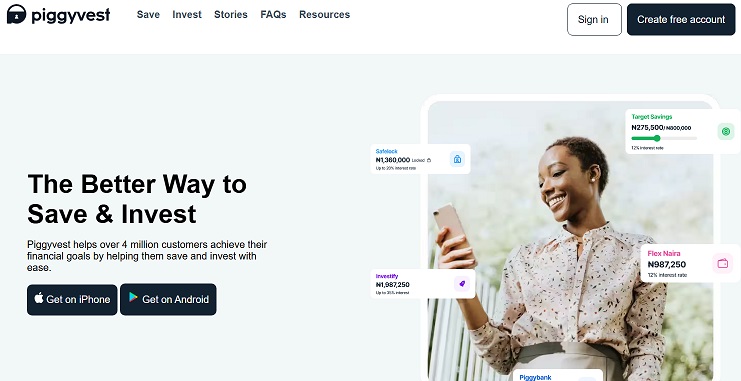 piggyvest
Save
Invest
Stories
FAQs
Resources
Sign in
Create free account
The Better Way to
Save & Invest
Piggyvest helps over 4 million customers achieve their
financial goals by helping them save and invest with
ease.
Get on iPhone
Get on Android
Target Savings
₦275,500/₦800,000
12% interest rate
Safelock
₦1,360,000 Locked
Up to 20% interest rate
Flex Naira
₦987,250
12% interest rate
Investify
₦1,987,250
Up to 35% interest
Piggybank